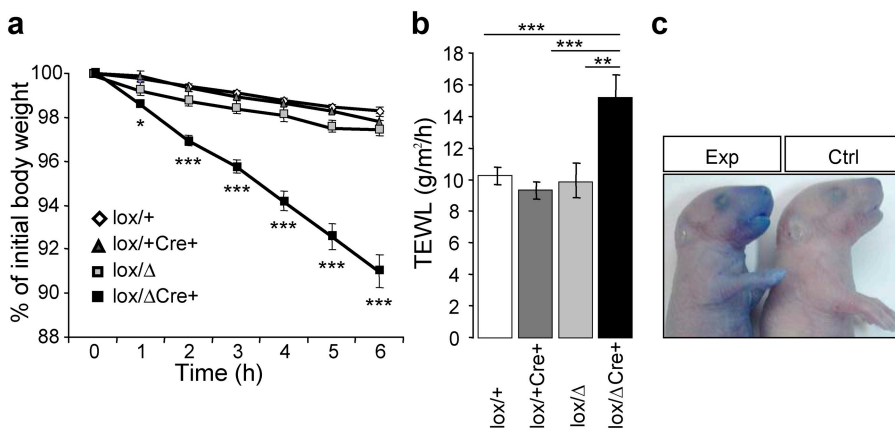 a
% of initial body weight
100
98
96
94
92
90
88
*
***
***
***
***
***
lox/+
lox/+Cre+
lox/Δ
lox/ΔCre+
0 1 2 3 4 5 6
Time (h)
b
TEWL (g/m²/h)
18
16
14
12
10
8
6
4
2
0
***
***
**
lox/+
lox/+Cre+
lox/Δ
lox/ΔCre+
c
Exp Ctrl